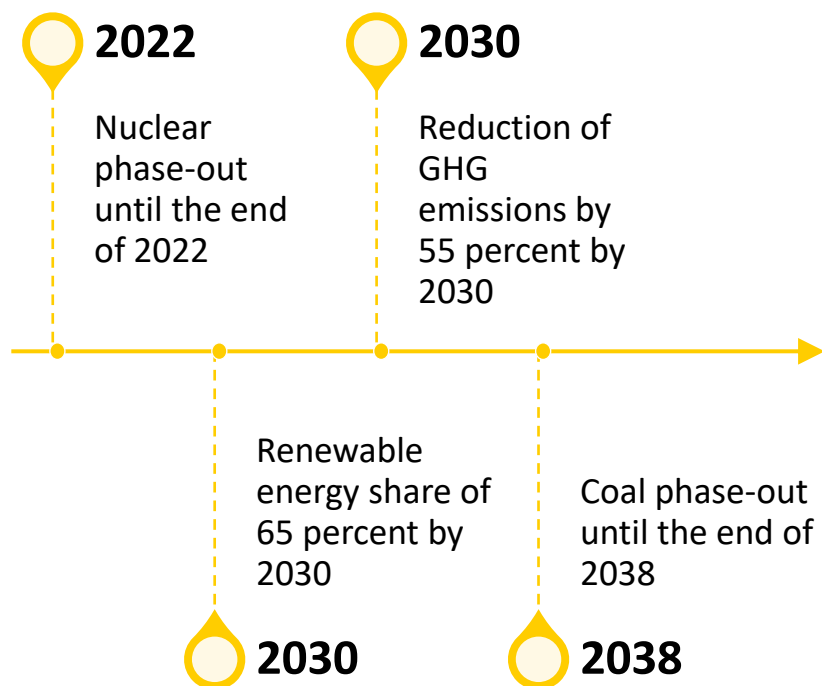 2022
Nuclear
phase-out
until the end
of 2022
2030
Reduction of
GHG
emissions by
55 percent by
2030
Renewable
energy share of
65 percent by
2030
2030
Coal phase-out
until the end of
2038
2038